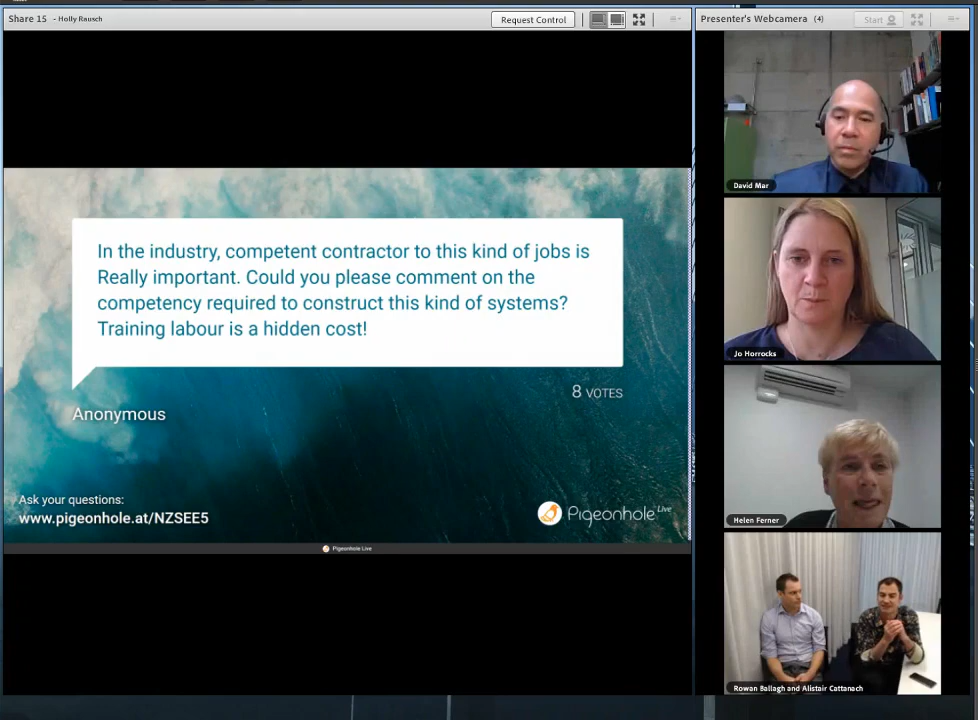 Share 15 - Holly Rausch
Request Control
Presenter's Webcamera (4)
Start
In the industry, competent contractor to this kind of jobs is
Really important. Could you please comment on the
competency required to construct this kind of systems?
Training labour is a hidden cost!
8 VOTES
Anonymous
Ask your questions:
www.pigeonhole.at/NZSEE5
Pigeonhole Live
Pigeonhole Live
David Mar
Jo Horrocks
Helen Ferner
Rowan Ballagh and Alistair Cattanach